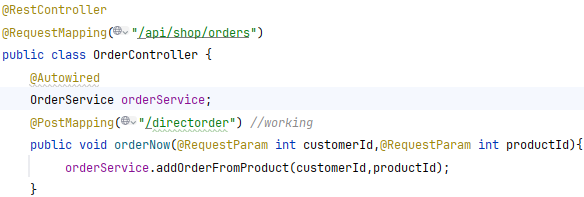 @RestController
@RequestMapping("/api/shop/orders")
public class OrderController {
@Autowired
OrderService orderService;
@PostMapping("/directorder") //working
public void orderNow(@RequestParam int customerId,@RequestParam int productId){
orderService.addOrderFromProduct(customerId,productId);
}